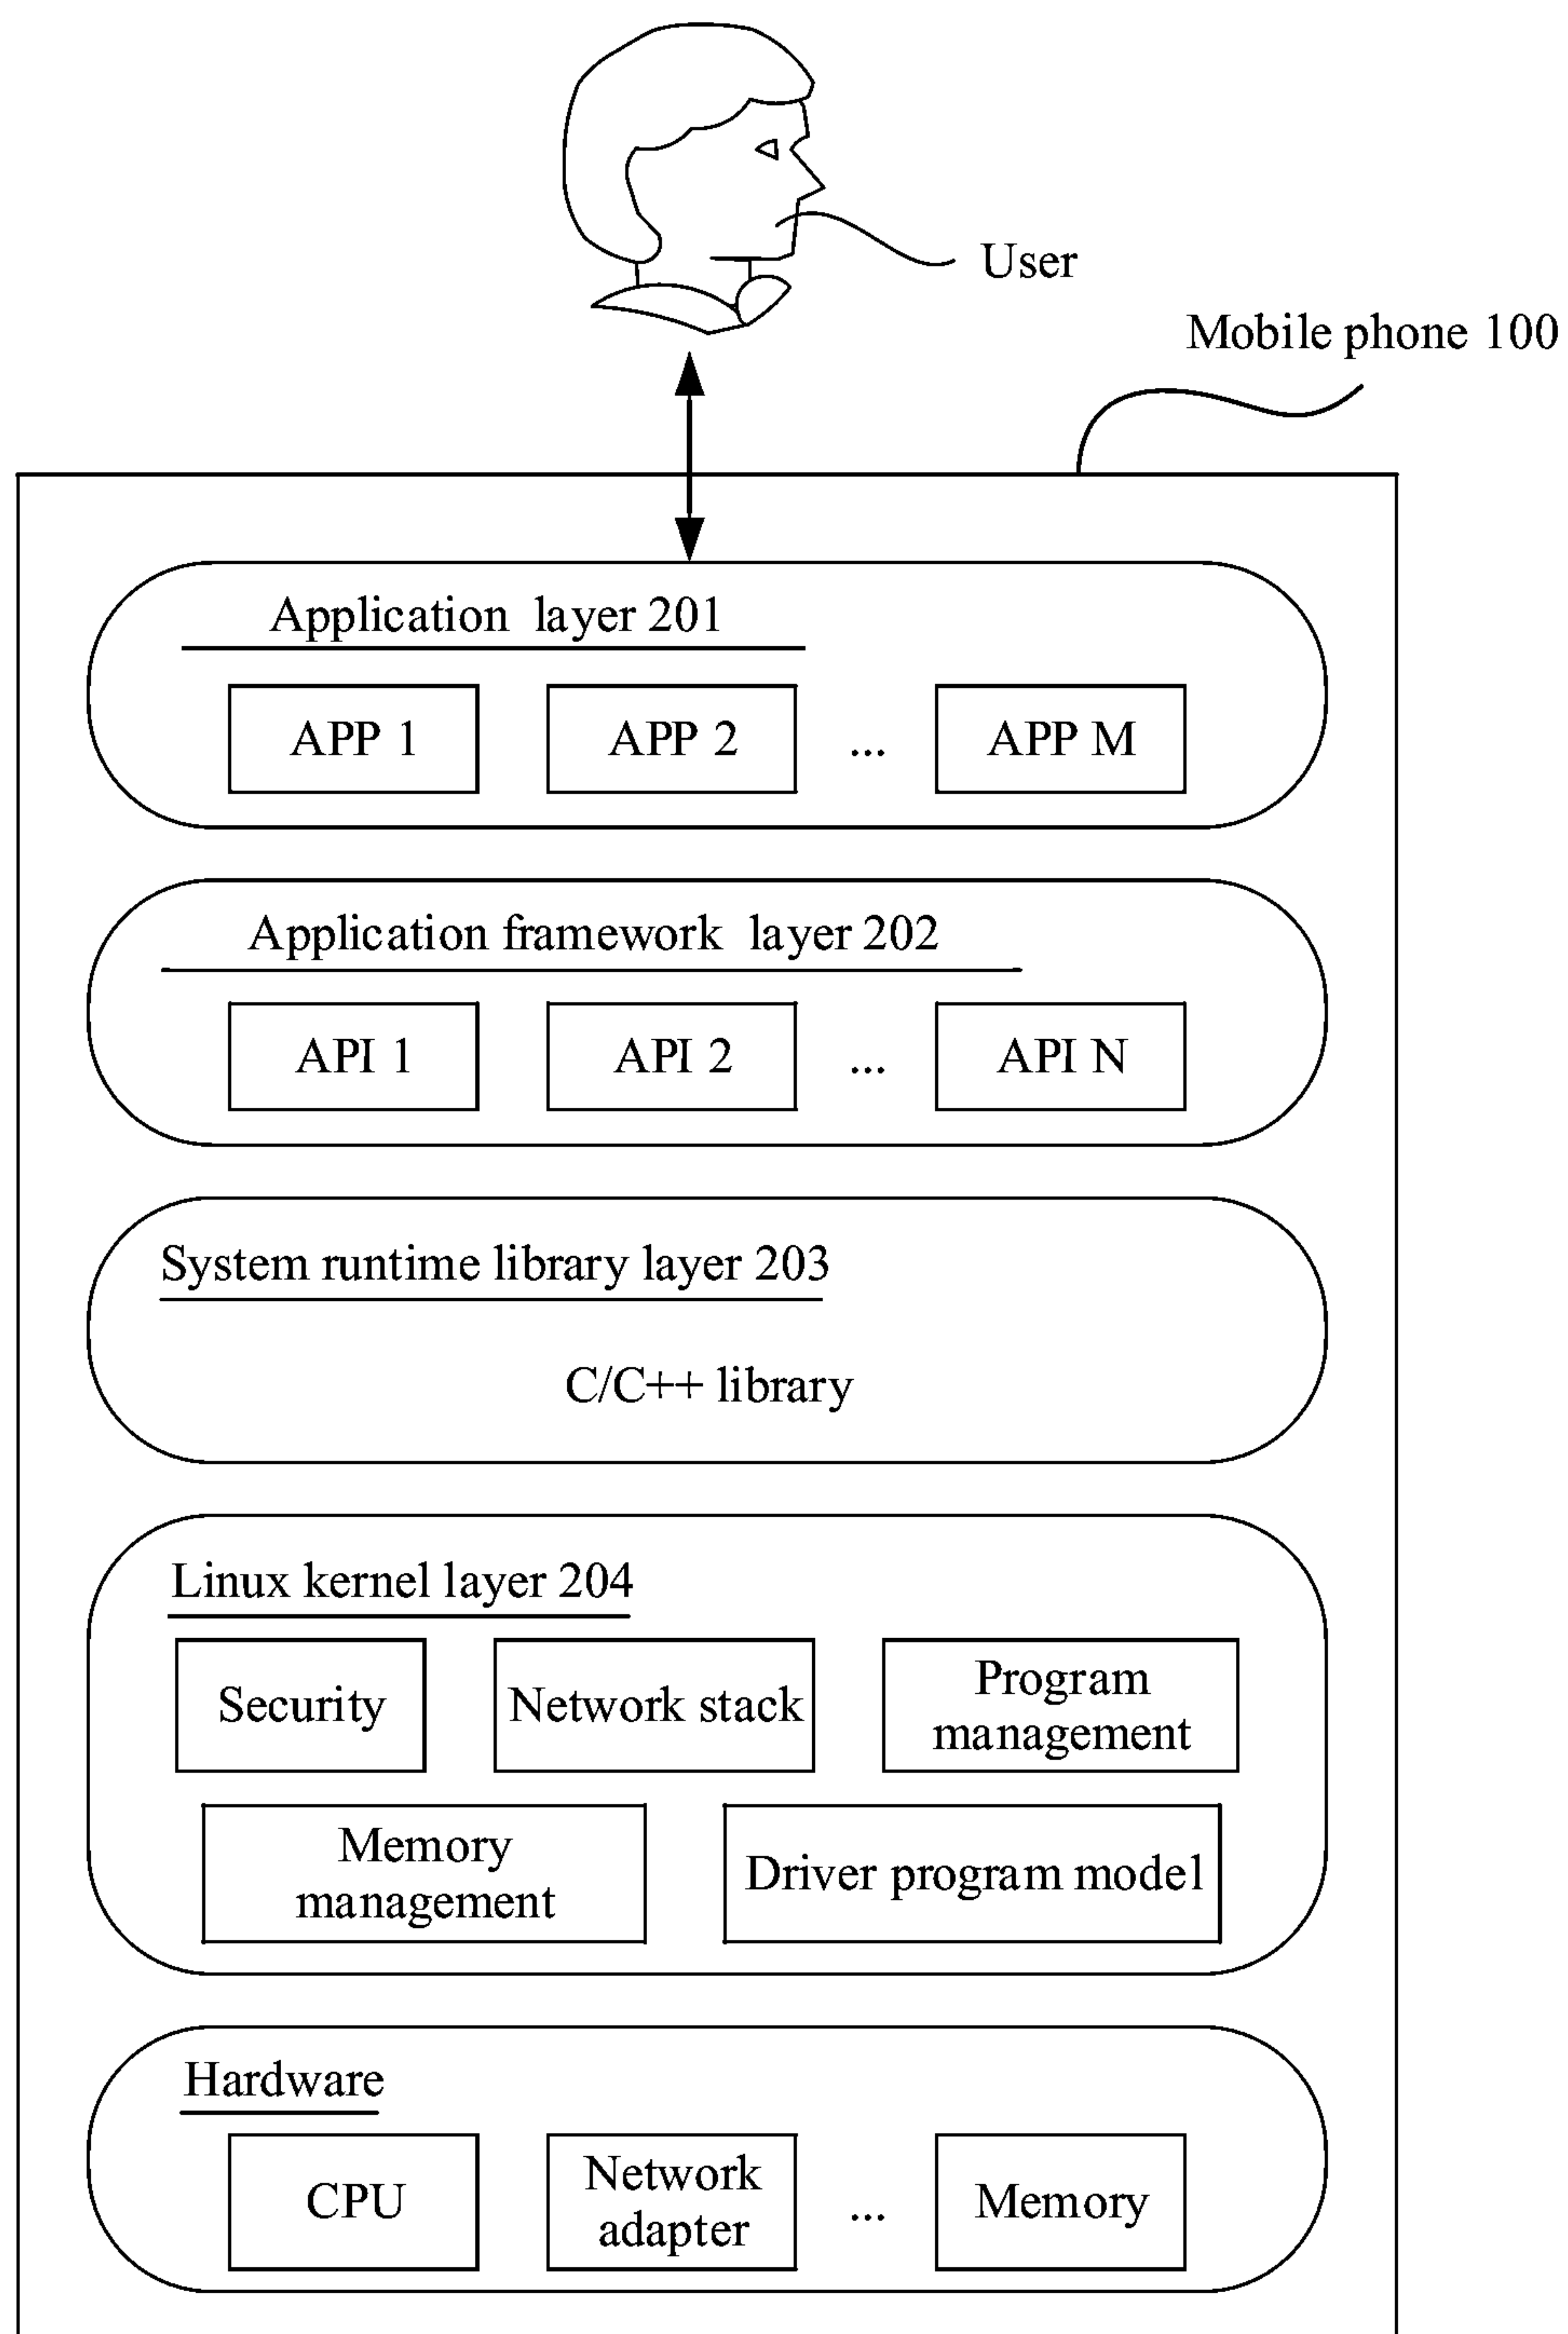 User
Mobile phone 100
Application layer 201
APP 1 APP 2 ... APP M
Application framework layer 202
API 1 API 2 ... API N
System runtime library layer 203
C/C++ library
Linux kernel layer 204
Security Network stack Program
management
Memory
management
Driver program model
Hardware
CPU Network
adapter ... Memory